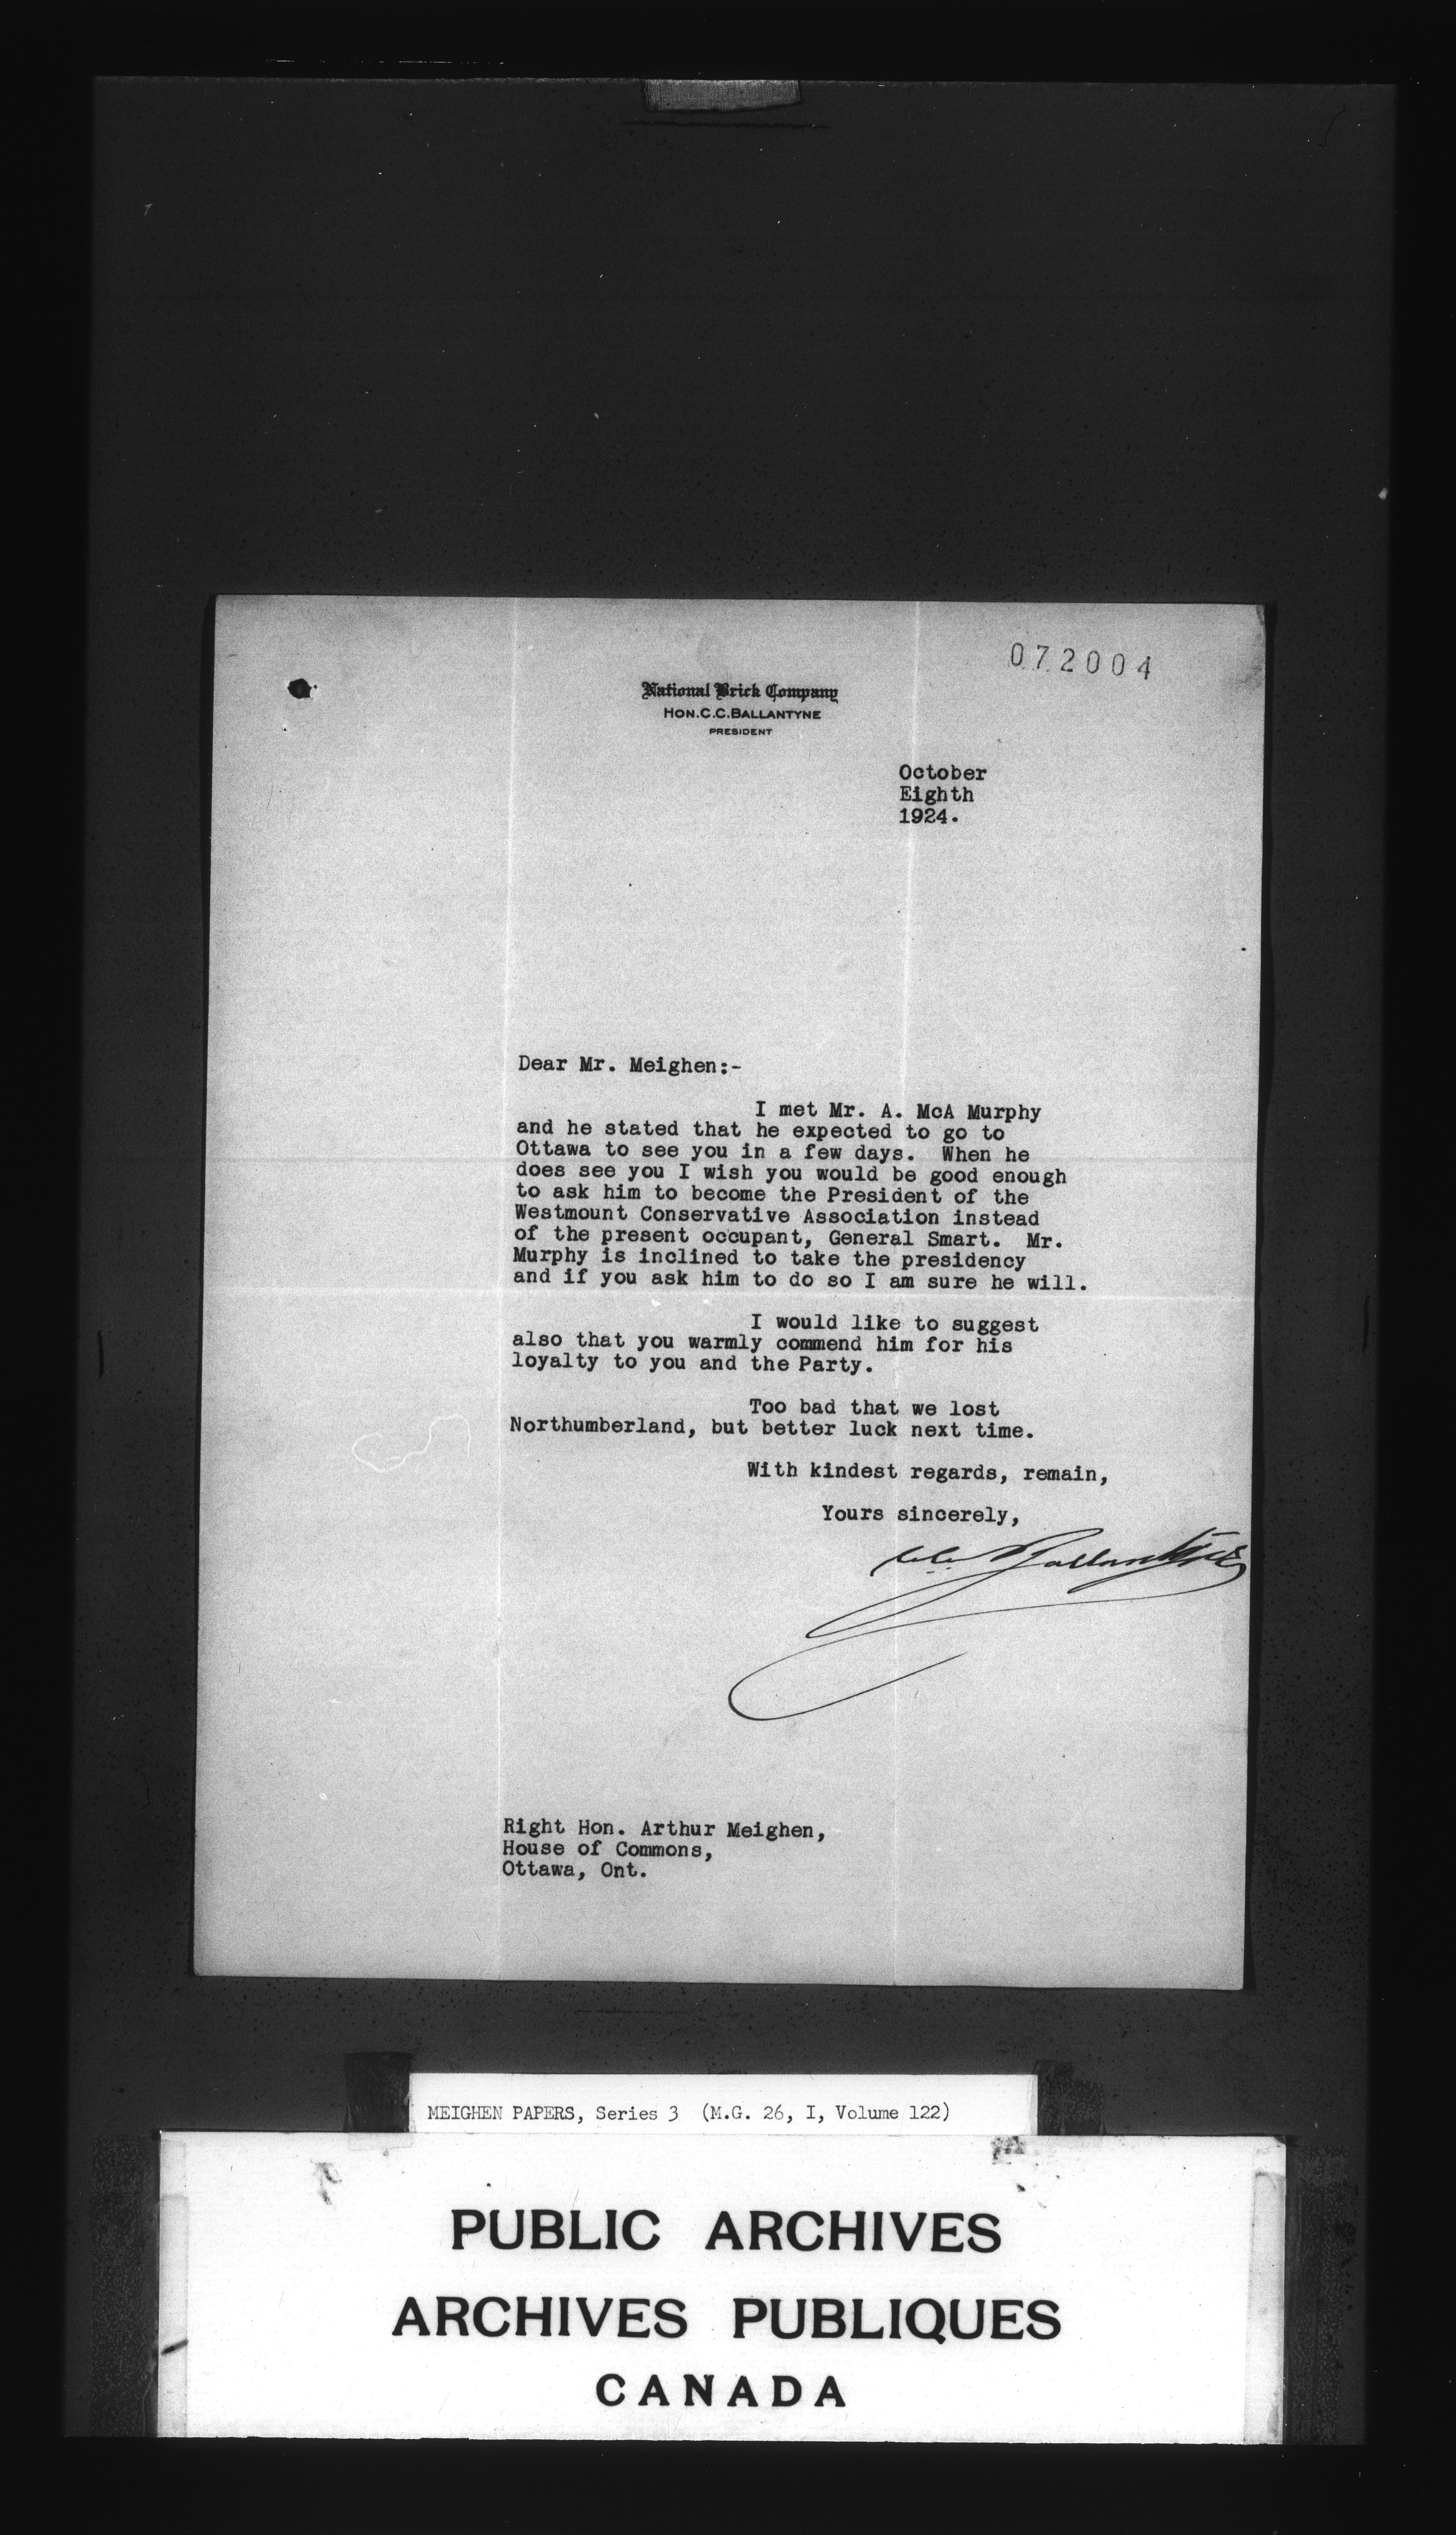 072004
National Brick Company
HON. C. C. BALLANTYNE
PRESIDENT
October
Eighth
1924.
Dear Mr. Meighen:-
I met Mr. A. McA Murphy
and he stated that he expected to go to
Ottawa to see you in a few days. When he
does see you I wish you would be good enough
to ask him to become the President of the
Westmount Conservative Association instead
of the present occupant, General Smart. Mr.
Murphy is inclined to take the presidency
and if you ask him to do so I am sure he will.
I would like to suggest
also that you warmly commend him for his
loyalty to you and the Party.
Too bad that we lost
Northumberland, but better luck next time.
With kindest regards, remain,
Yours sincerely,
C.C. Ballantyne
Right Hon. Arthur Meighen,
House of Commons,
Ottawa, Ont.
MEIGHEN PAPERS, Series 3 (M.G. 26, I, Volume 122)
PUBLIC ARCHIVES
ARCHIVES PUBLIQUES
CANADA